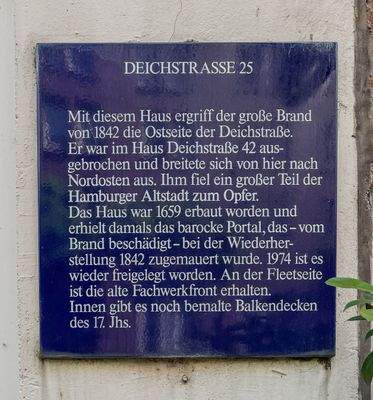 DEICHSTRASSE 25
Mit diesem Haus ergriff der große Brand
von 1842 die Ostseite der Deichstraße.
Er war im Haus Deichstraße 42 aus-
gebrochen und breitete sich von hier nach
Nordosten aus. Ihm fiel ein großer Teil der
Hamburger Altstadt zum Opfer.
Das Haus war 1659 erbaut worden und
erhielt damals das barocke Portal, das – vom
Brand beschädigt – bei der Wiederher-
stellung 1842 zugemauert wurde. 1974 ist es
wieder freigelegt worden. An der Fleetseite
ist die alte Fachwerkfront erhalten.
Innen gibt es noch bemalte Balkendecken
des 17. Jhs.